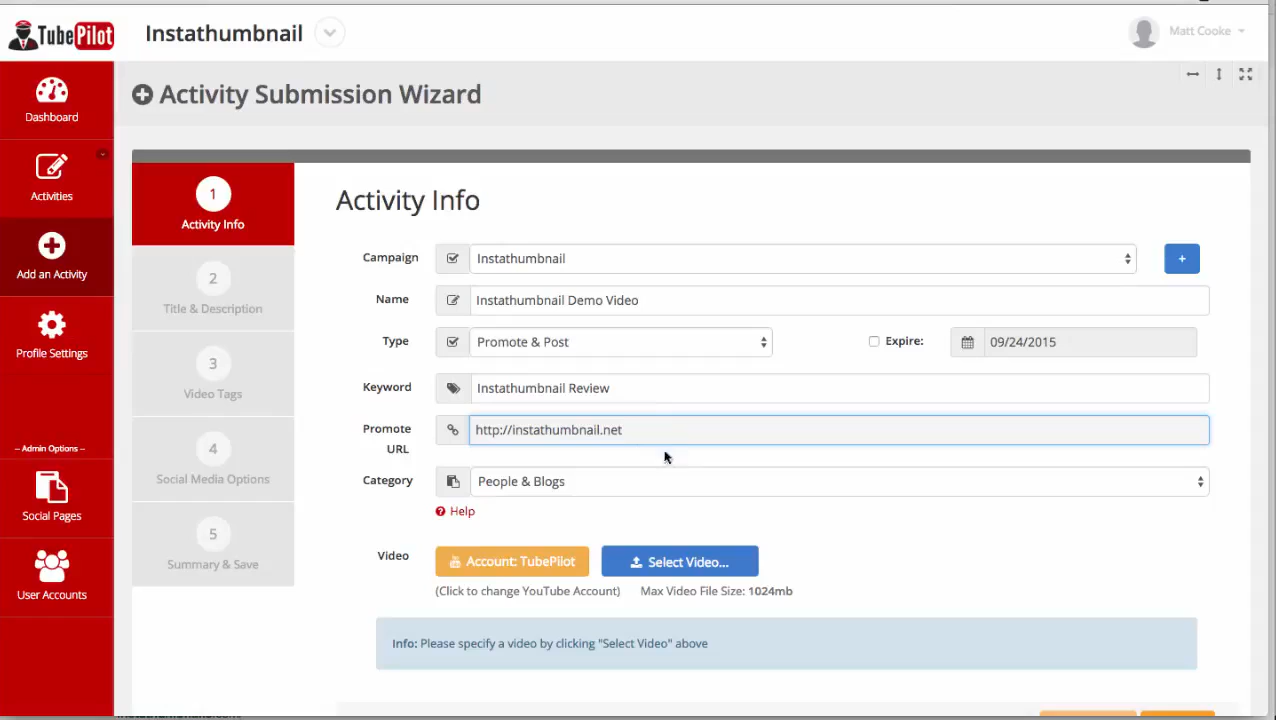 TubePilot
Instathumbnail
Matt Cooke
Dashboard
Activities
Add an Activity
Profile Settings
-- Admin Options --
Social Pages
User Accounts
Activity Submission Wizard
1
Activity Info
2
Title & Description
3
Video Tags
4
Social Media Options
5
Summary & Save
Activity Info
Campaign
Instathumbnail
+
Name
Instathumbnail Demo Video
Type
Promote & Post
Expire:
09/24/2015
Keyword
Instathumbnail Review
Promote
URL
http://instathumbnail.net
Category
People & Blogs
Help
Video
Account: TubePilot
Select Video...
(Click to change YouTube Account)
Max Video File Size: 1024mb
Info: Please specify a video by clicking "Select Video" above